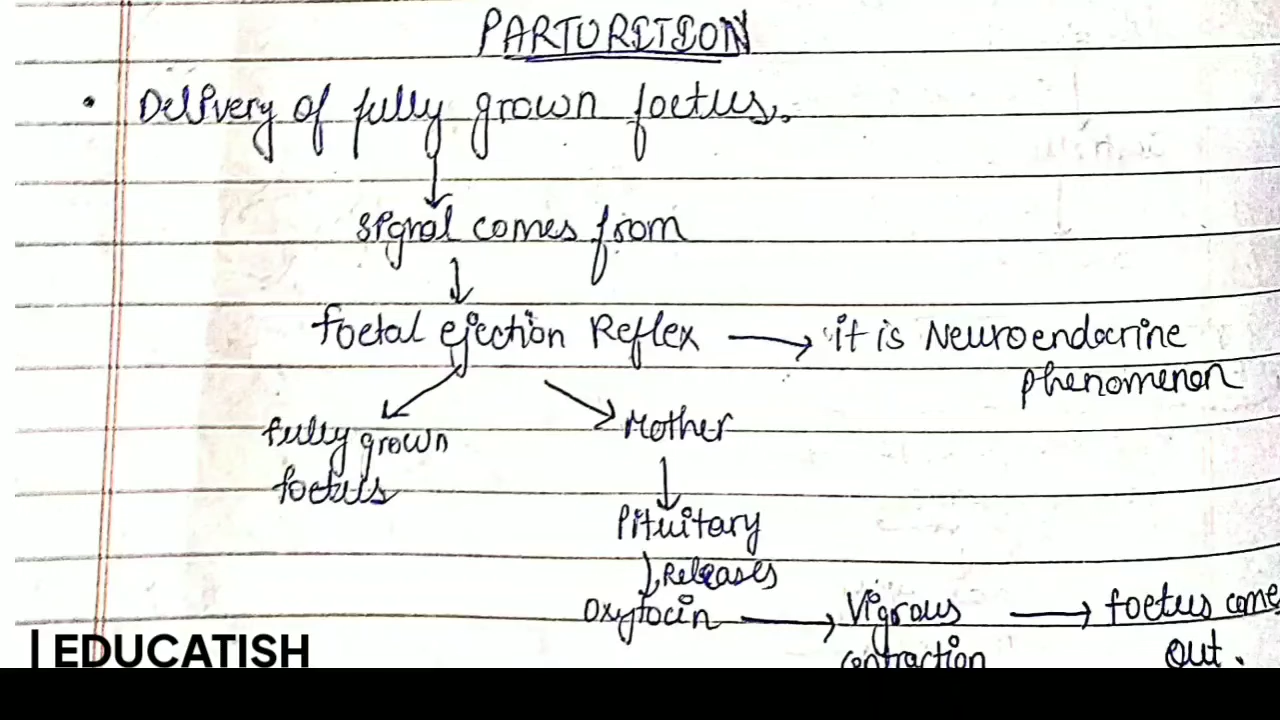 PARTURITION
• Delivery of fully grown foetus.
↓
signal comes from
↓
foetal ejection Reflex → it is Neuroendocrine
phenomenon
fully grown
foetus
Mother
↓
Pituitary
↓ Releases
Oxytocin → Vigrous → foetus come
contraction
out.
| EDUCATISH